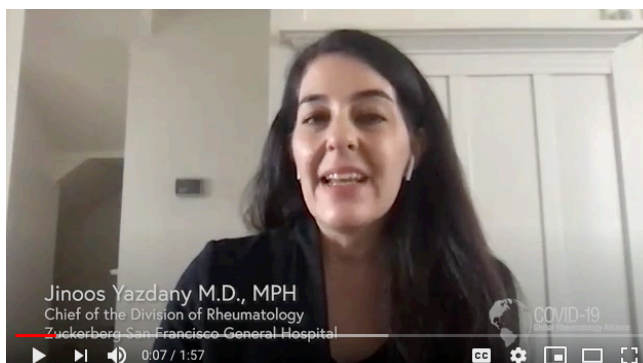 Jinoos Yazdany M.D., MPH
Chief of the Division of Rheumatology
Zuckerberg San Francisco General Hospital
COVID-19
Global Rheumatology Alliance
0:07 / 1:57
CC